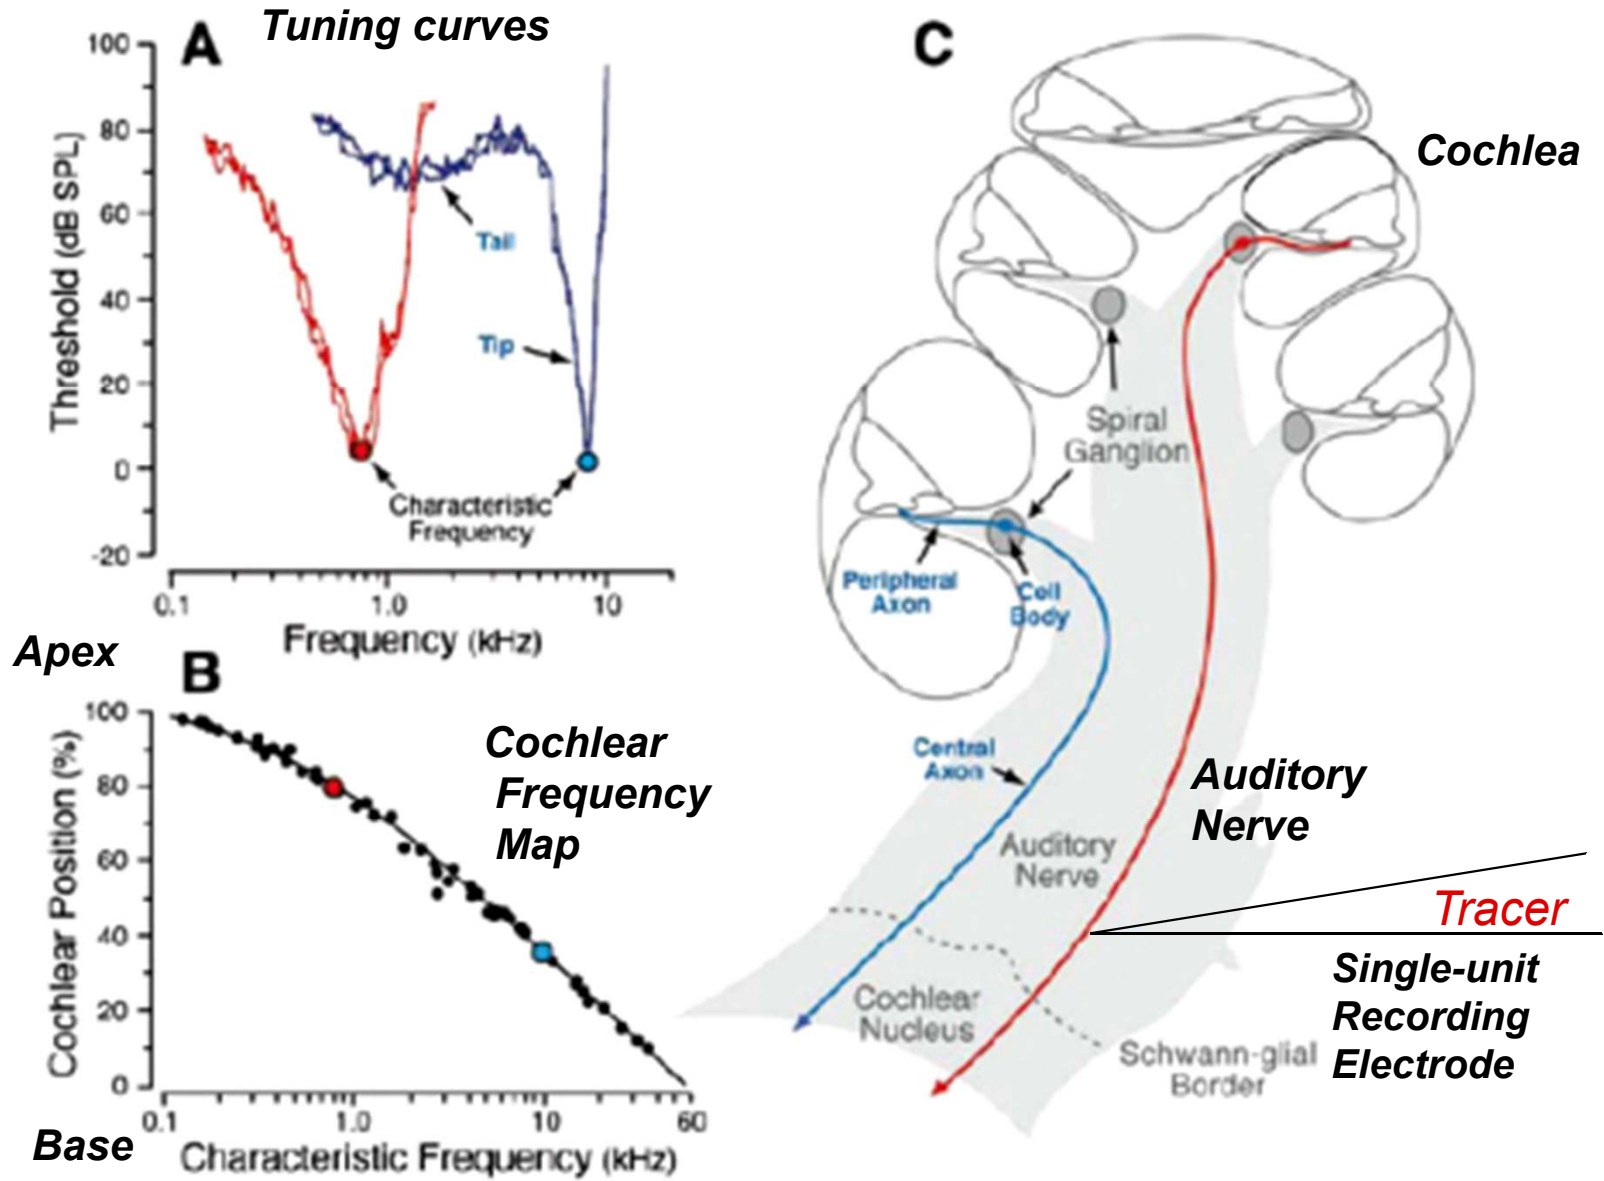 A
Tuning curves
100
80
60
40
20
0
-20
Threshold (dB SPL)
Tail
Tip
Characteristic
Frequency
0.1
1.0
10
Frequency (kHz)
Apex
B
Cochlear
Frequency
Map
100
80
60
40
20
0
Cochlear Position (%)
0.1
1.0
10
60
Base
Characteristic Frequency (kHz)
C
Cochlea
Spiral
Ganglion
Peripheral
Axon
Cell
Body
Central
Axon
Auditory
Nerve
Auditory
Nerve
Tracer
Single-unit
Recording
Electrode
Cochlear
Nucleus
Schwann-glial
Border